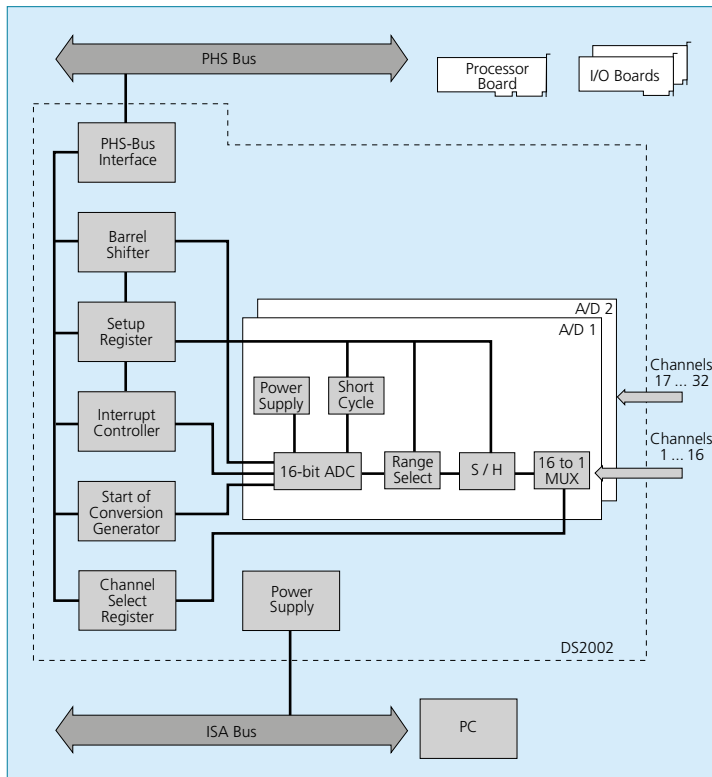 PHS Bus
Processor
Board
I/O Boards
PHS-Bus
Interface
Barrel
Shifter
Setup
Register
Interrupt
Controller
Start of
Conversion
Generator
Channel
Select
Register
A/D 2
A/D 1
Power
Supply
Short
Cycle
16-bit ADC
Range
Select
S / H
16 to 1
MUX
Channels
17 ... 32
Channels
1 ... 16
Power
Supply
DS2002
ISA Bus
PC